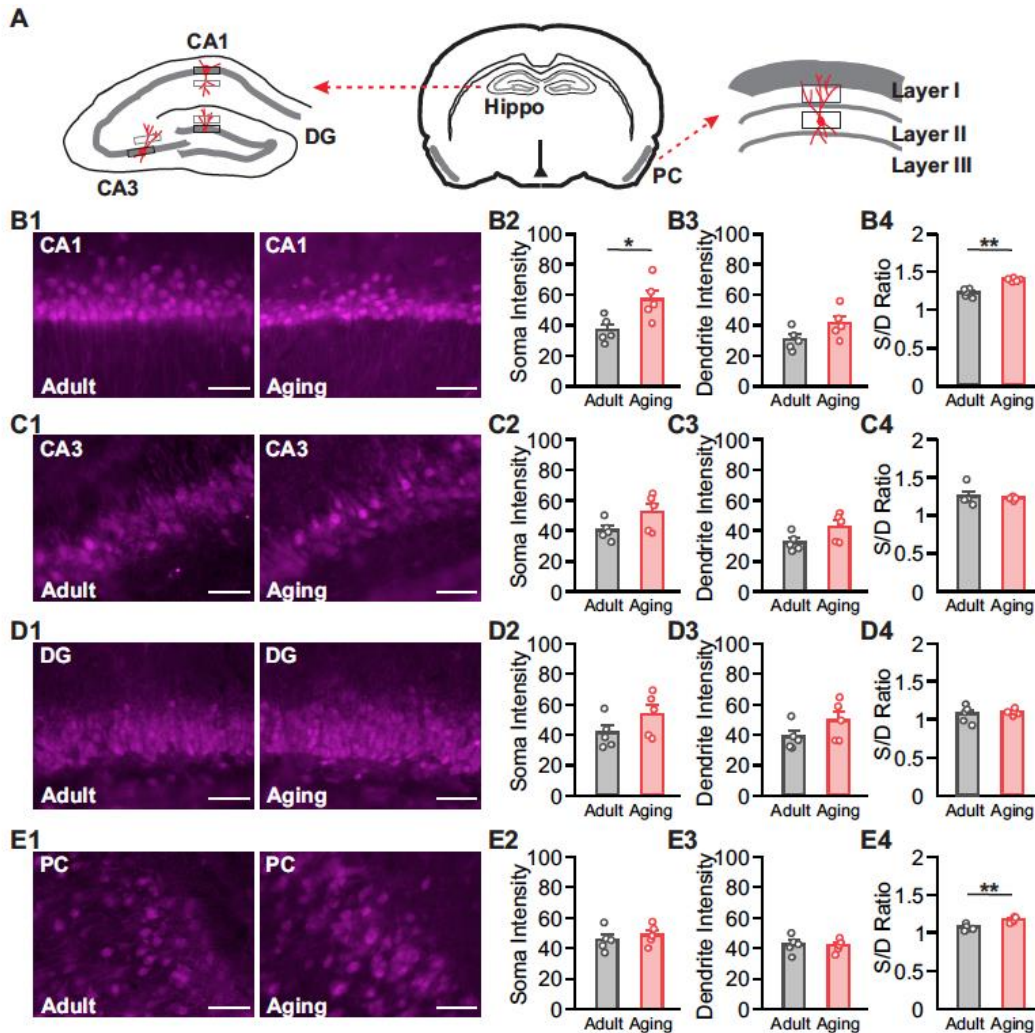 A
CA1
Hippo
DG
CA3
PC
Layer I
Layer II
Layer III
B1
CA1
Adult
CA1
Aging
B2
Soma Intensity
100
80
60
40
20
0
*
Adult Aging
B3
Dendrite Intensity
100
80
60
40
20
0
Adult Aging
B4
S/D Ratio
2
1.5
1
0.5
0
**
Adult Aging
C1
CA3
Adult
CA3
Aging
C2
Soma Intensity
100
80
60
40
20
0
Adult Aging
C3
Dendrite Intensity
100
80
60
40
20
0
Adult Aging
C4
S/D Ratio
2
1.5
1
0.5
0
Adult Aging
D1
DG
Adult
DG
Aging
D2
Soma Intensity
100
80
60
40
20
0
Adult Aging
D3
Dendrite Intensity
100
80
60
40
20
0
Adult Aging
D4
S/D Ratio
2
1.5
1
0.5
0
Adult Aging
E1
PC
Adult
PC
Aging
E2
Soma Intensity
100
80
60
40
20
0
Adult Aging
E3
Dendrite Intensity
100
80
60
40
20
0
Adult Aging
E4
S/D Ratio
2
1.5
1
0.5
0
**
Adult Aging